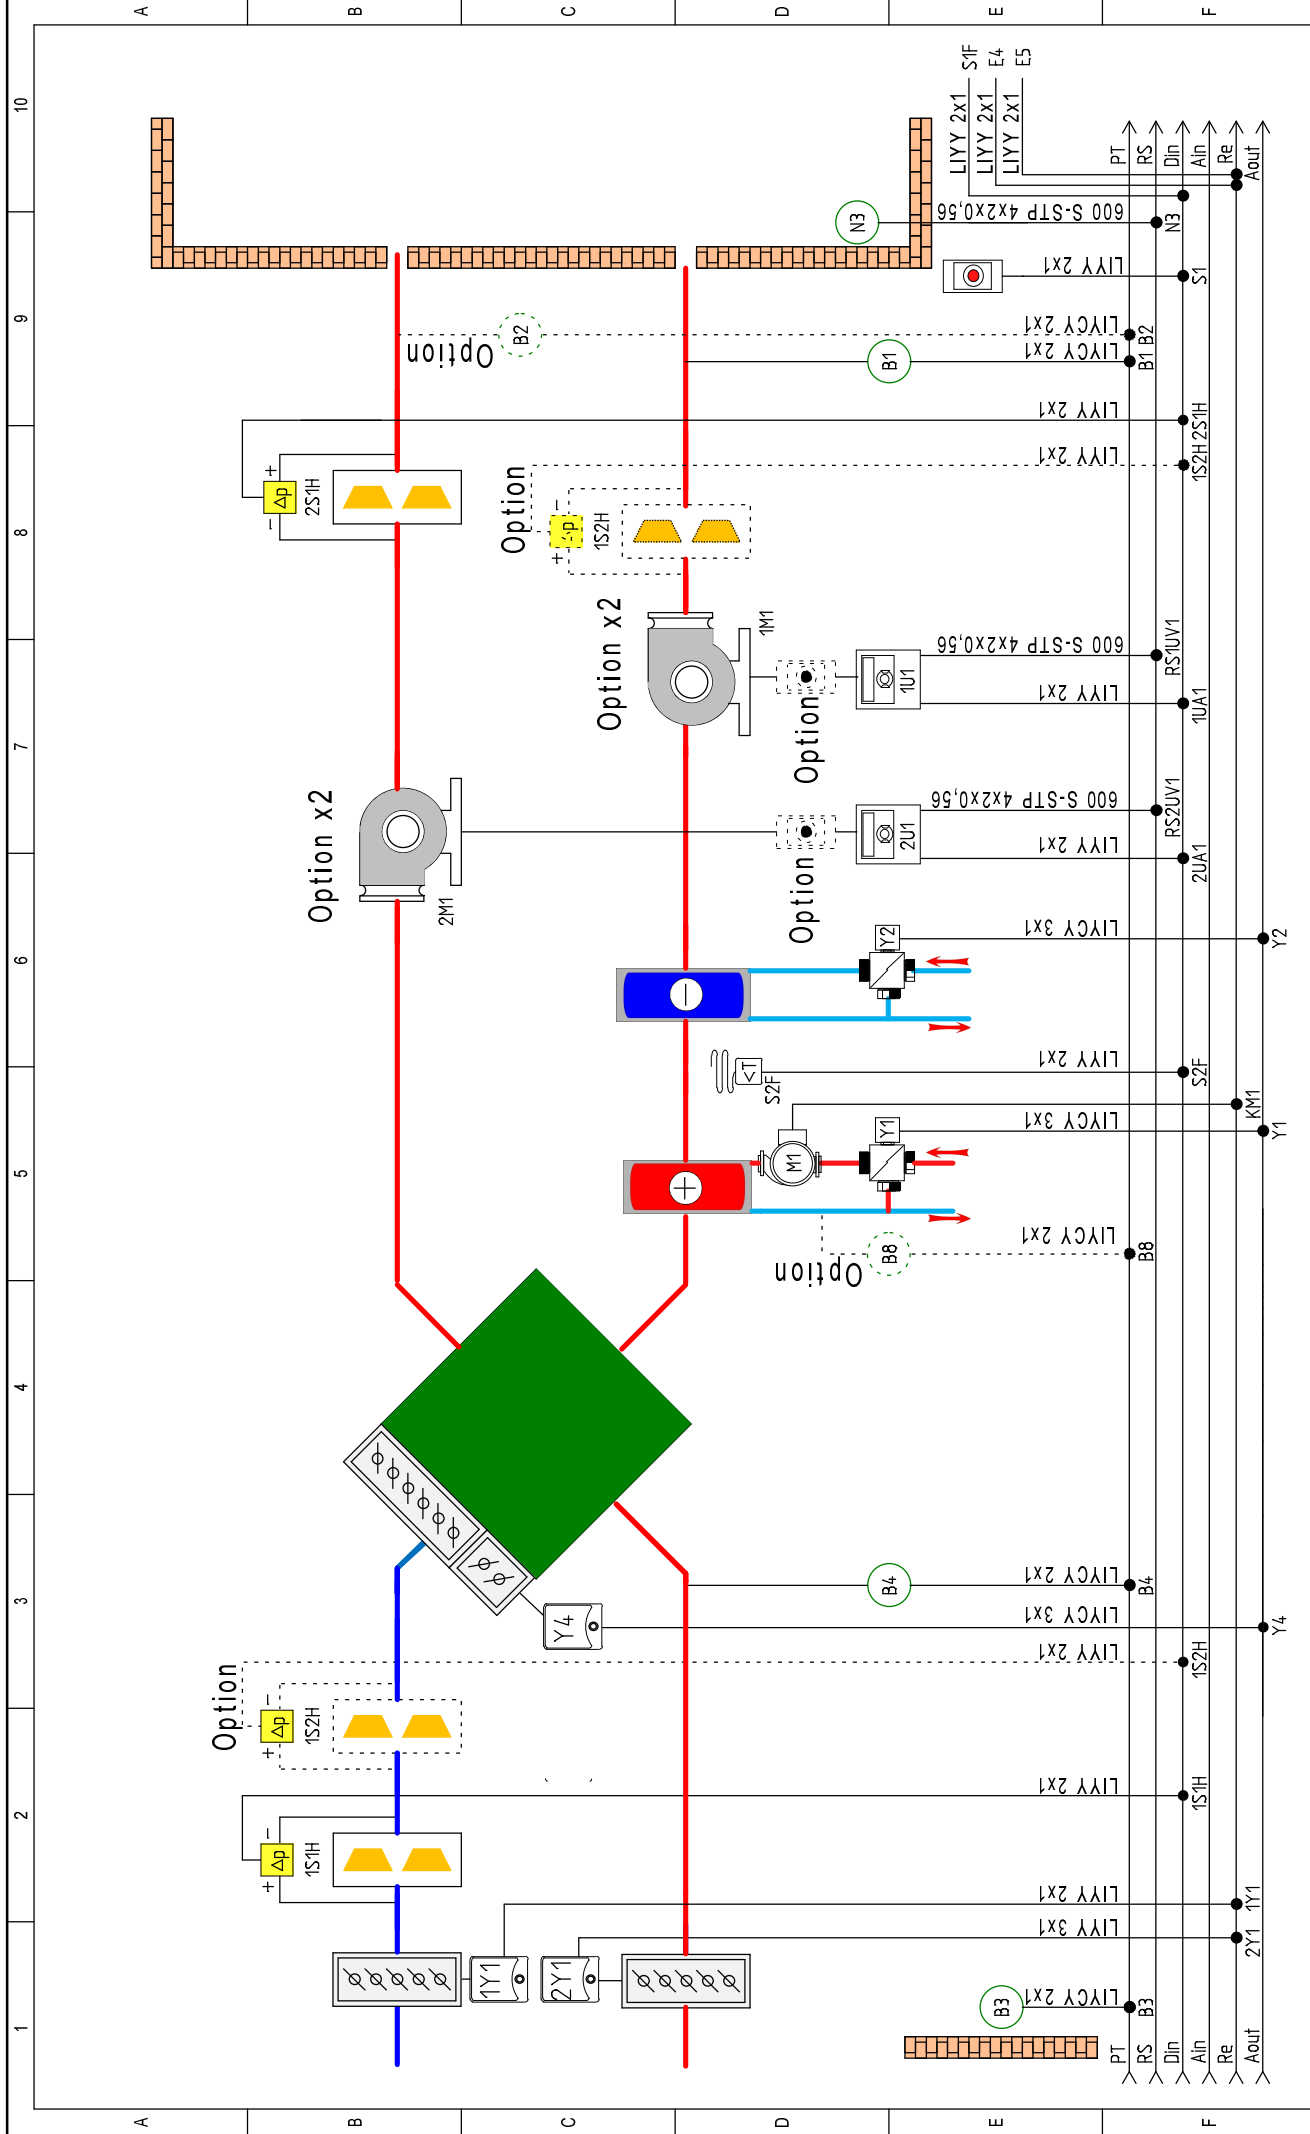 1 2 3 4 5 6 7 8 9 10
A A
B B
C C
D D
E E
F F
Option
Option x2
+ Δp -
1S1H
+ Δp -
1S2H
- Δp +
2S1H
2M1
Option
1Y1
Option
2Y1
Y4
+ Δp -
1S2H
Option x2
1M1
B2
S2F
<T
M1
Option
Option
Option
B8
Y1
Y2
2U1
1U1
B1
N3
B4
B3
LIYCY 2x1
LIYY 3x1
LIYY 2x1
LIYY 2x1
LIYY 2x1
LIYCY 3x1
LIYCY 2x1
LIYCY 2x1
LIYCY 3x1
LIYY 2x1
LIYCY 3x1
LIYY 2x1
600 S-STP 4x2x0,56
LIYY 2x1
600 S-STP 4x2x0,56
LIYY 2x1
LIYY 2x1
LIYCY 2x1
LIYCY 2x1
LIYY 2x1
600 S-STP 4x2x0,56
LIYY 2x1 S1F
LIYY 2x1 E4
LIYY 2x1 E5
PT PT
RS B3 B4 B8 B1 B2 RS
Din RS2UV1 RS1UV1 N3 Din
Ain 1S1H 1S2H S2F 2UA1 1UA1 1S2H 2S1H S1 Ain
Re Re
Aout 2Y1 1Y1 KM1 Aout
Y4 Y1 Y2